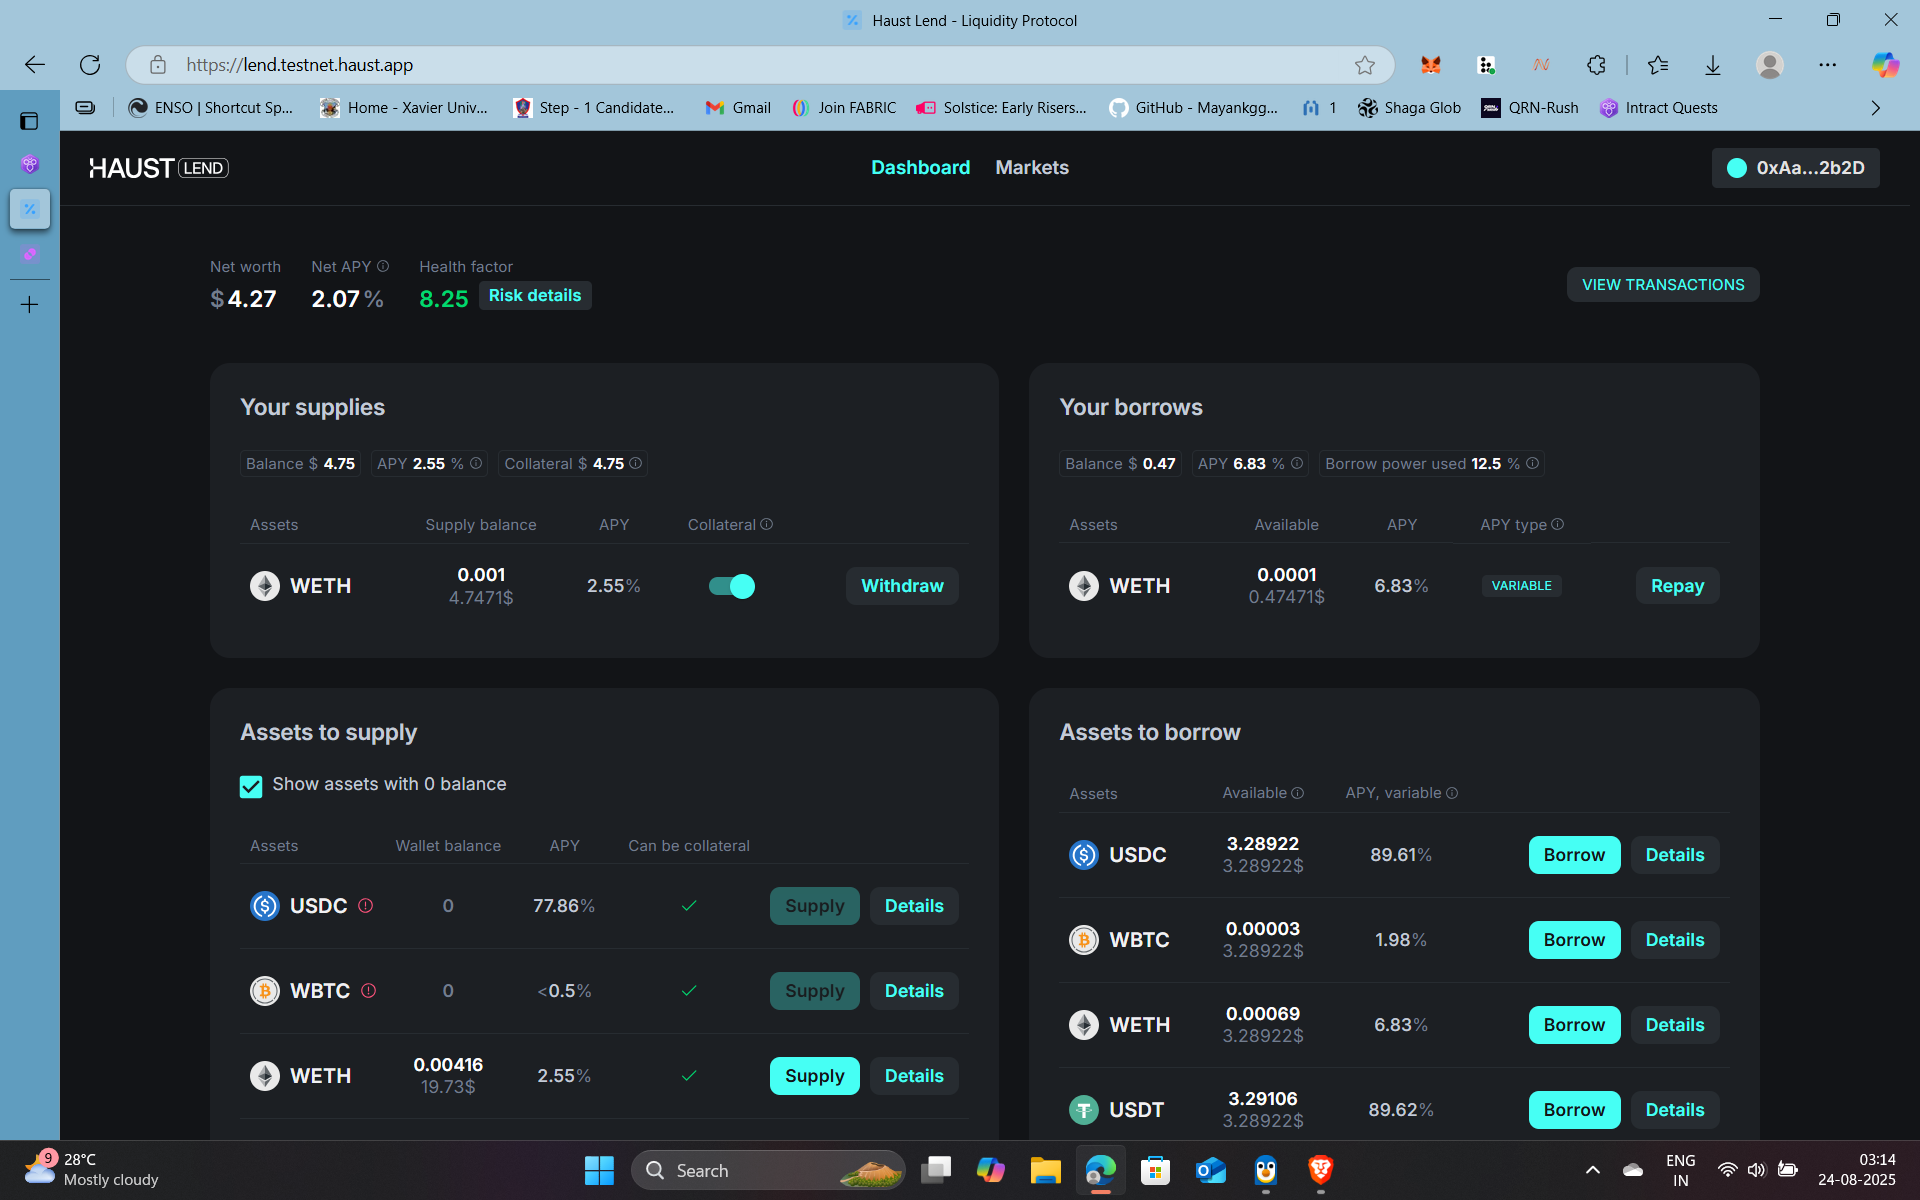 Haust Lend - Liquidity Protocol
https://lend.testnet.haust.app
ENSO | Shortcut Sp... Home - Xavier Univ... Step - 1 Candidate... Gmail Join FABRIC Solstice: Early Risers... GitHub - Mayankgg... 1 Shaga Glob QRN-Rush Intract Quests
HAUST LEND Dashboard Markets 0xAa...2b2D
Net worth Net APY Health factor
$4.27 2.07% 8.25 Risk details
VIEW TRANSACTIONS
Your supplies
Balance $ 4.75 APY 2.55 % Collateral $ 4.75
Assets Supply balance APY Collateral
WETH 0.001 2.55% Withdraw
4.7471$
Your borrows
Balance $ 0.47 APY 6.83 % Borrow power used 12.5 %
Assets Available APY APY type
WETH 0.0001 6.83% VARIABLE Repay
0.47471$
Assets to supply
Show assets with 0 balance
Assets Wallet balance APY Can be collateral
USDC 0 77.86% Supply Details
WBTC 0 <0.5% Supply Details
WETH 0.00416 2.55% Supply Details
19.73$
Assets to borrow
Assets Available APY, variable
USDC 3.28922 89.61% Borrow Details
3.28922$
WBTC 0.00003 1.98% Borrow Details
3.28922$
WETH 0.00069 6.83% Borrow Details
3.28922$
USDT 3.29106 89.62% Borrow Details
3.28922$
9 28°C
Mostly cloudy
Search
ENG
IN
03:14
24-08-2025